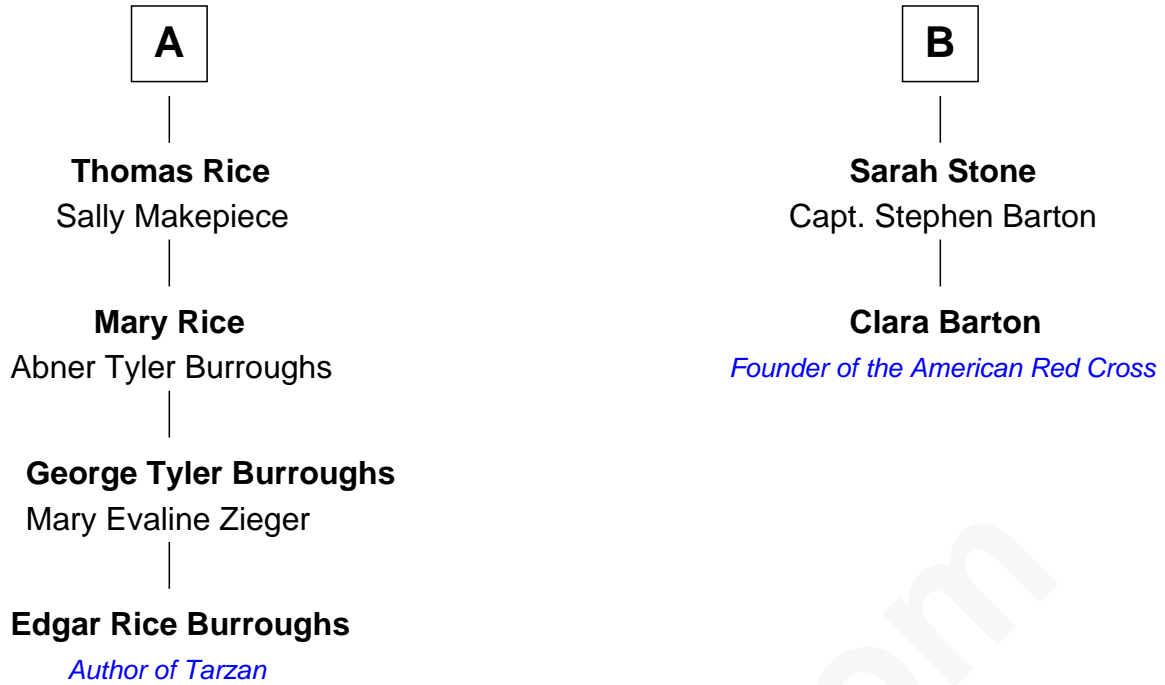 A
Thomas Rice
Sally Makepiece
Mary Rice
Abner Tyler Burroughs
George Tyler Burroughs
Mary Evaline Zieger
Edgar Rice Burroughs
Author of Tarzan
B
Sarah Stone
Capt. Stephen Barton
Clara Barton
Founder of the American Red Cross
om